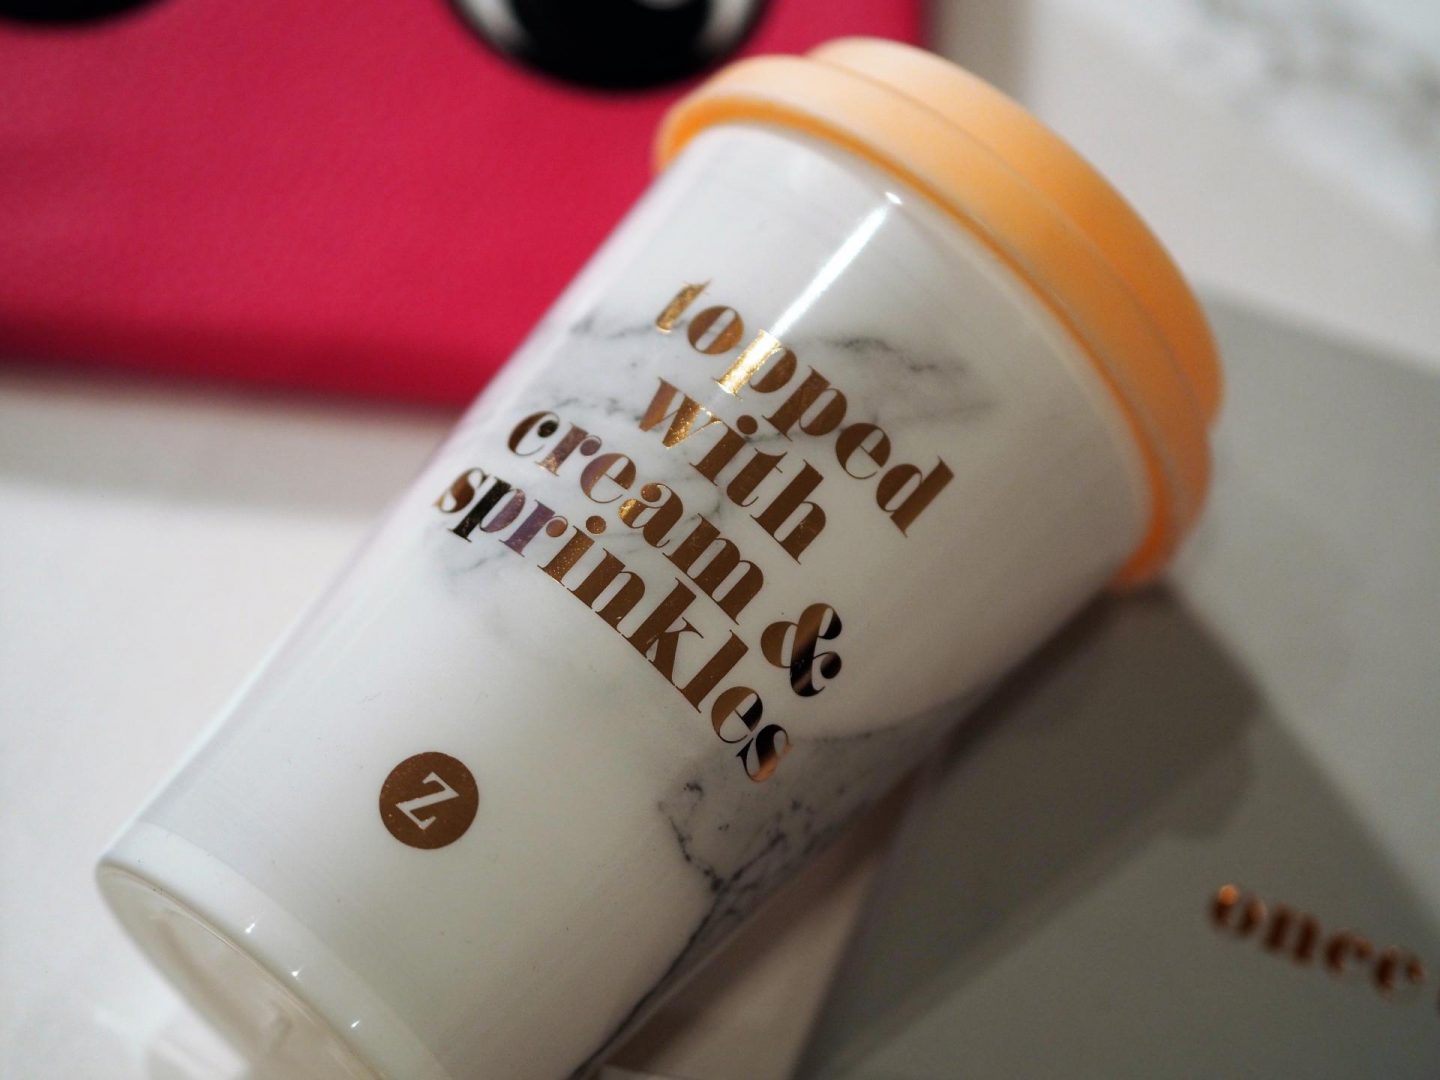 topped
with
cream &
sprinkles
Z
once